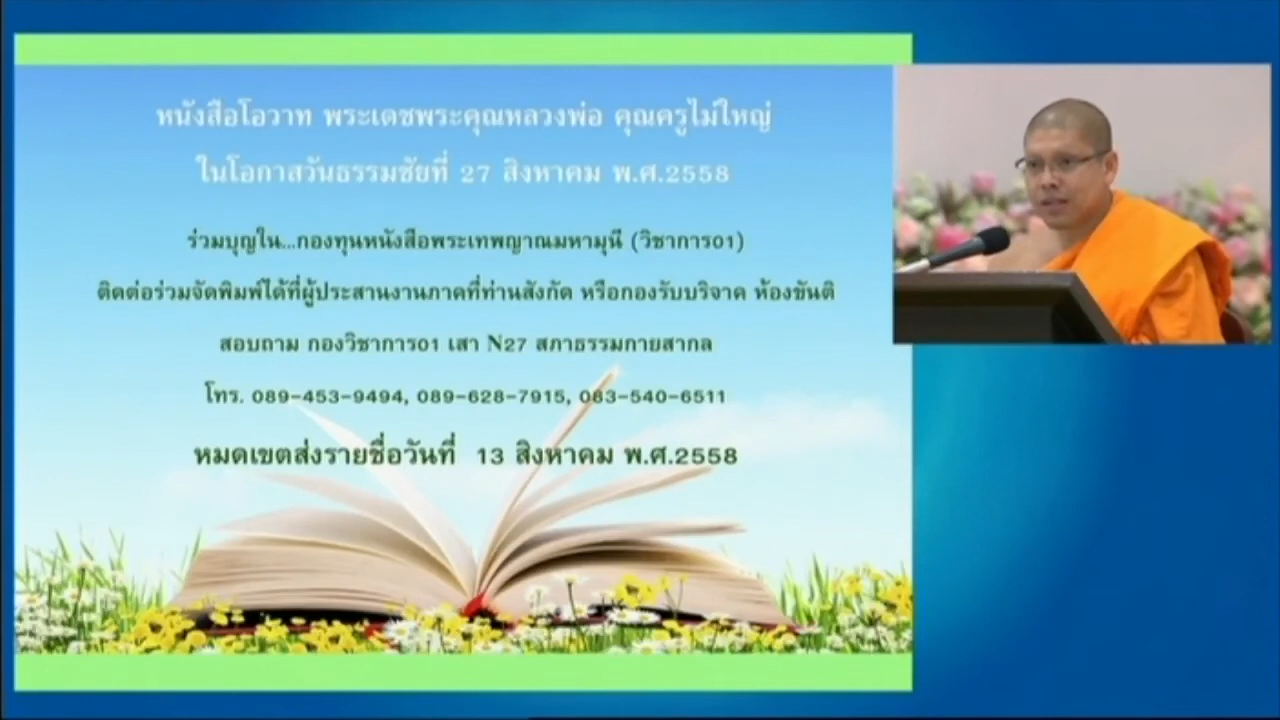 หนังสือโอวาท พระเดชพระคุณหลวงพ่อ คุณครูไม่ใหญ่
ในโอกาสวันธรรมชัยที่ 27 สิงหาคม พ.ศ.2558
ร่วมบุญใน...กองทุนหนังสือพระเทพญาณมหามุนี (วิชาการ01)
ติดต่อร่วมจัดพิมพ์ได้ที่ผู้ประสานงานภาคที่ท่านสังกัด หรือกองรับบริจาค ห้องขันติ
สอบถาม กองวิชาการ01 เสา N27 สภาธรรมกายสากล
โทร. 089-453-9494, 089-628-7915, 083-540-6511
หมดเขตส่งรายชื่อวันที่ 13 สิงหาคม พ.ศ.2558